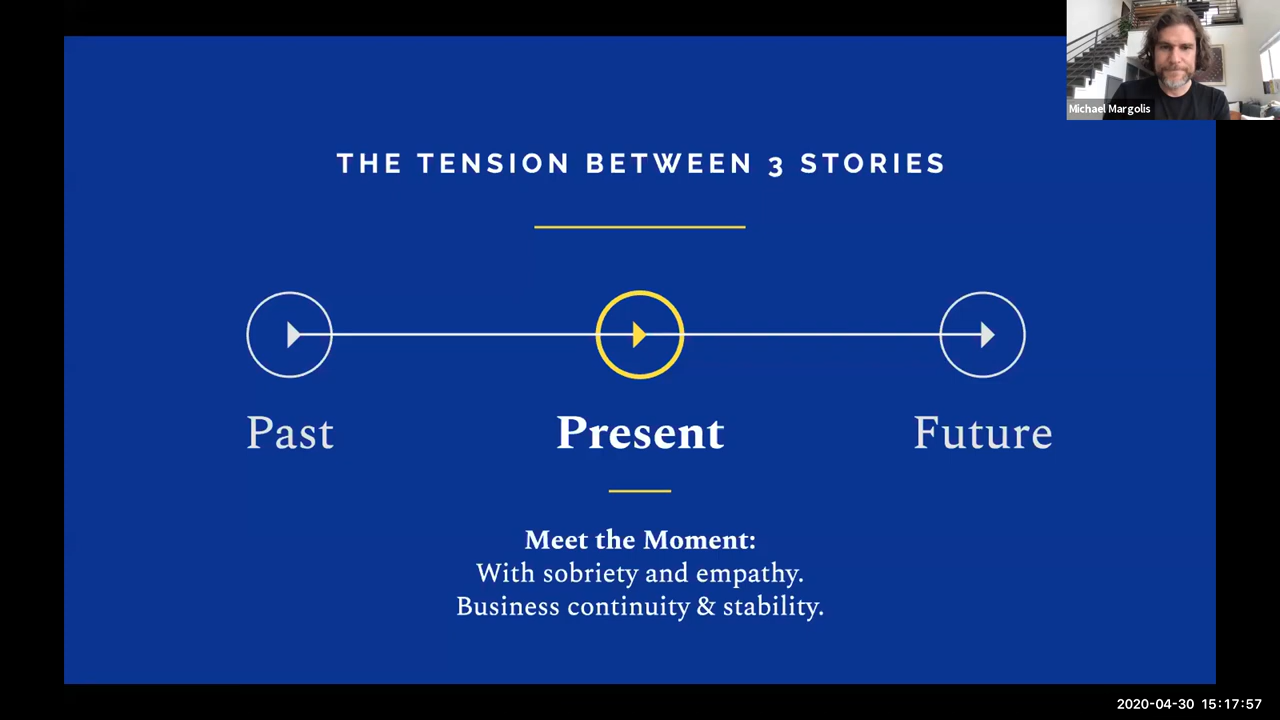 Michael Margolis
THE TENSION BETWEEN 3 STORIES
Past
Present
Future
Meet the Moment:
With sobriety and empathy.
Business continuity & stability.
2020-04-30 15:17:57